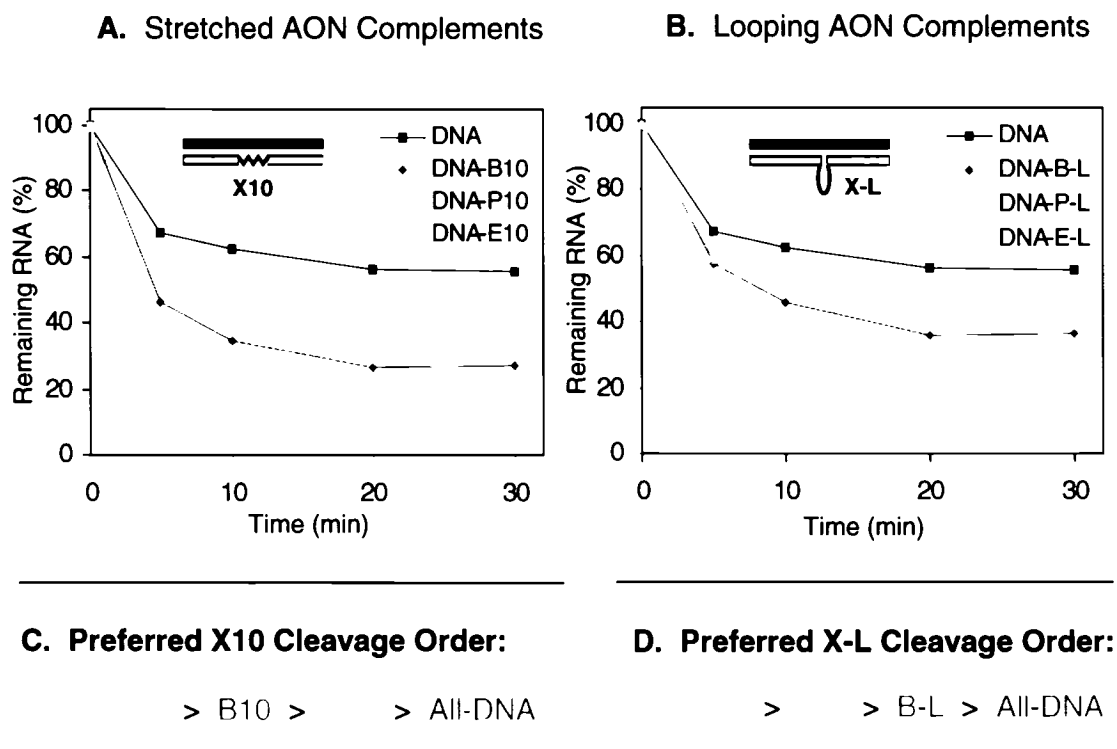 A. Stretched AON Complements
100
80
60
40
20
0
Remaining RNA (%)
X10
DNA
DNA-B10
DNA-P10
DNA-E10
0 10 20 30
Time (min)
B. Looping AON Complements
100
80
60
40
20
0
Remaining RNA (%)
X-L
DNA
DNA-B-L
DNA-P-L
DNA-E-L
0 10 20 30
Time (min)
C. Preferred X10 Cleavage Order:
> B10 > > All-DNA
D. Preferred X-L Cleavage Order:
> > B-L > All-DNA